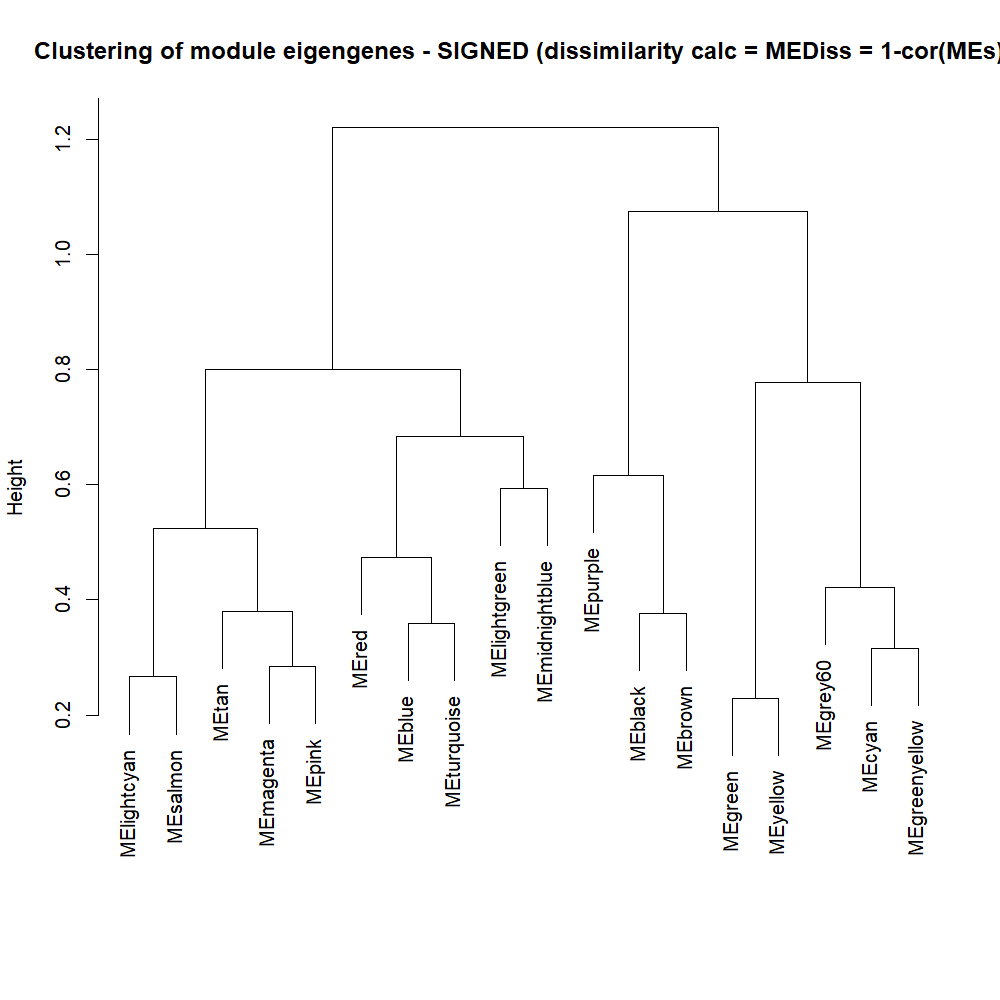 Clustering of module eigengenes - SIGNED (dissimilarity calc = MEDiss = 1-cor(MEs)
1.2
1.0
0.8
0.6
0.4
0.2
Height
MElightcyan
MEsalmon
MEtan
MEmagenta
MEpink
MEred
MEblue
MEturquoise
MElightgreen
MEmidnightblue
MEpurple
MEblack
MEbrown
MEgreen
MEyellow
MEgrey60
MEcyan
MEgreenyellow